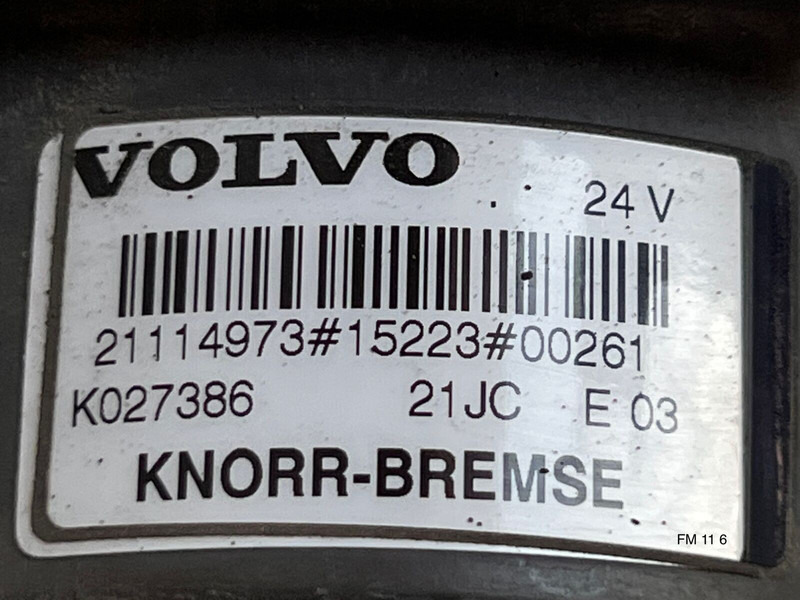 VOLVO
24 V
21114973#15223#00261
K027386 21JC E 03
KNORR-BREMSE
FM 11 6